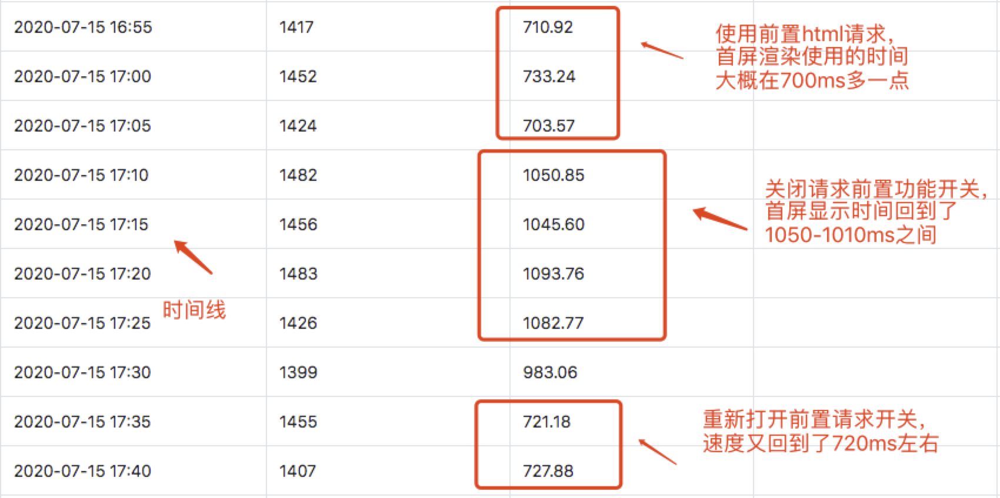 2020-07-15 16:55 1417 710.92
使用前置html请求，
首屏渲染使用的时间
大概在700ms多一点
2020-07-15 17:00 1452 733.24
2020-07-15 17:05 1424 703.57
2020-07-15 17:10 1482 1050.85
关闭请求前置功能开关，
首屏显示时间回到了
1050-1010ms之间
2020-07-15 17:15 1456 1045.60
2020-07-15 17:20 1483 1093.76
时间线
2020-07-15 17:25 1426 1082.77
2020-07-15 17:30 1399 983.06
2020-07-15 17:35 1455 721.18
重新打开前置请求开关，
速度又回到了720ms左右
2020-07-15 17:40 1407 727.88